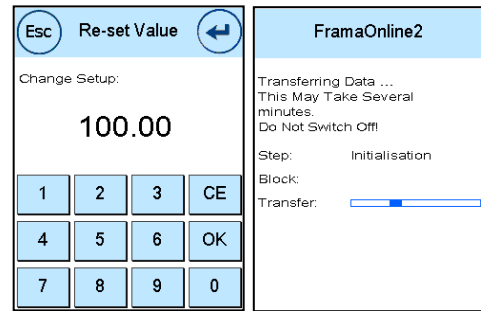 Esc Re-set Value
Change Setup:
100.00
1 2 3 CE
4 5 6 OK
7 8 9 0
FramaOnline2
Transferring Data ...
This May Take Several
minutes.
Do Not Switch Off!
Step: Initialisation
Block:
Transfer: